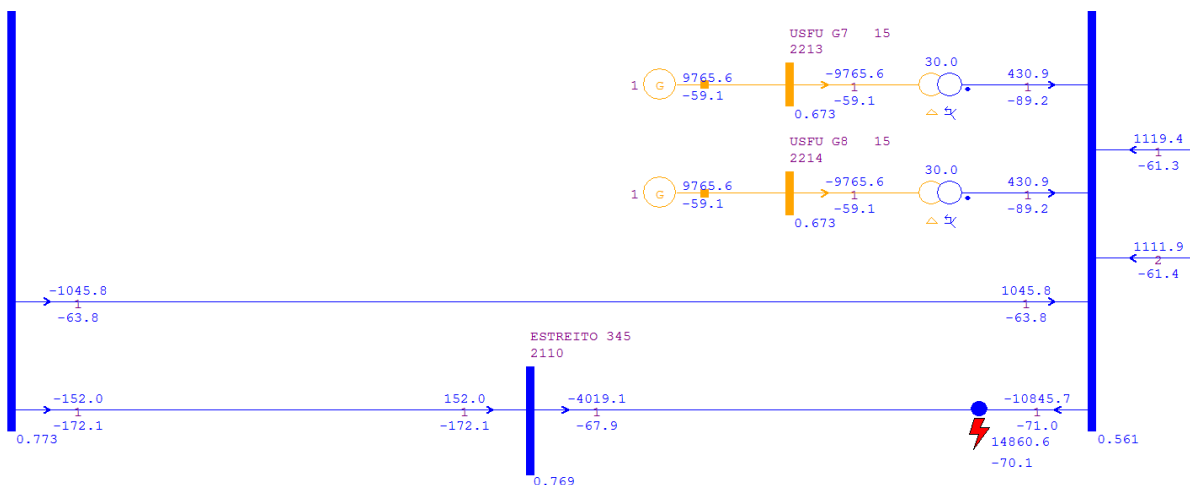 USFU G7 15
2213
30.0
1 G 9765.6 -9765.6 430.9
1 1
-59.1 -59.1 -89.2
0.673
USFU G8 15
2214
1119.4
1
-61.3
30.0
1 G 9765.6 -9765.6 430.9
1 1
-59.1 -59.1 -89.2
0.673
1111.9
2
-61.4
-1045.8 1045.8
1 1
-63.8 -63.8
ESTREITO 345
2110
-152.0 152.0 -4019.1 -10845.7
1 1 1 1
-172.1 -172.1 -67.9 -71.0
0.773 14860.6 0.561
-70.1
0.769